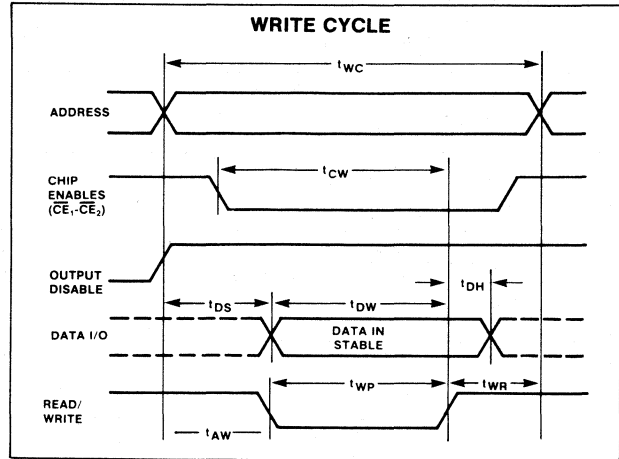 WRITE CYCLE
tWC
ADDRESS
tCW
CHIP
ENABLES
(CE1-CE2)
OUTPUT
DISABLE
tDH
tDS
tDW
DATA I/O
DATA IN
STABLE
tWP
tWR
READ/
WRITE
tAW